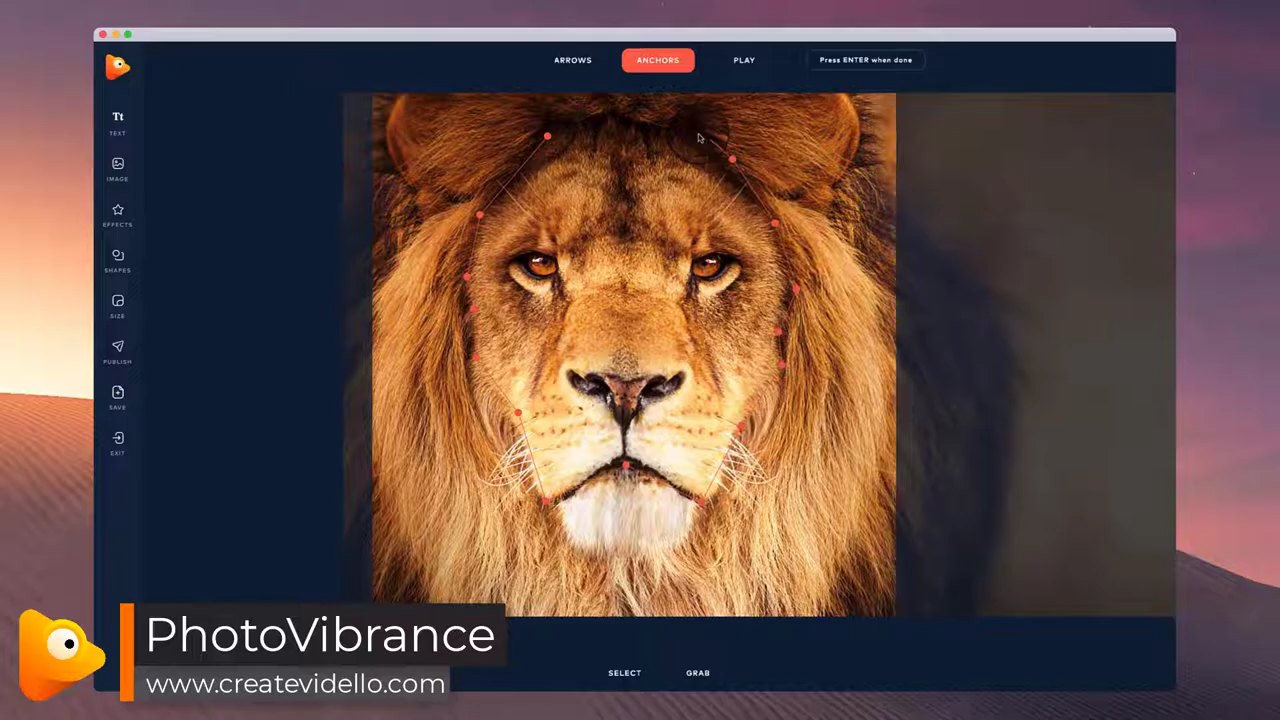 ARROWS
ANCHORS
PLAY
Press ENTER when done
Tt
TEXT
IMAGE
EFFECTS
SHAPES
SIZE
PUBLISH
SAVE
EXIT
SELECT
GRAB
PhotoVibrance
www.createvidello.com